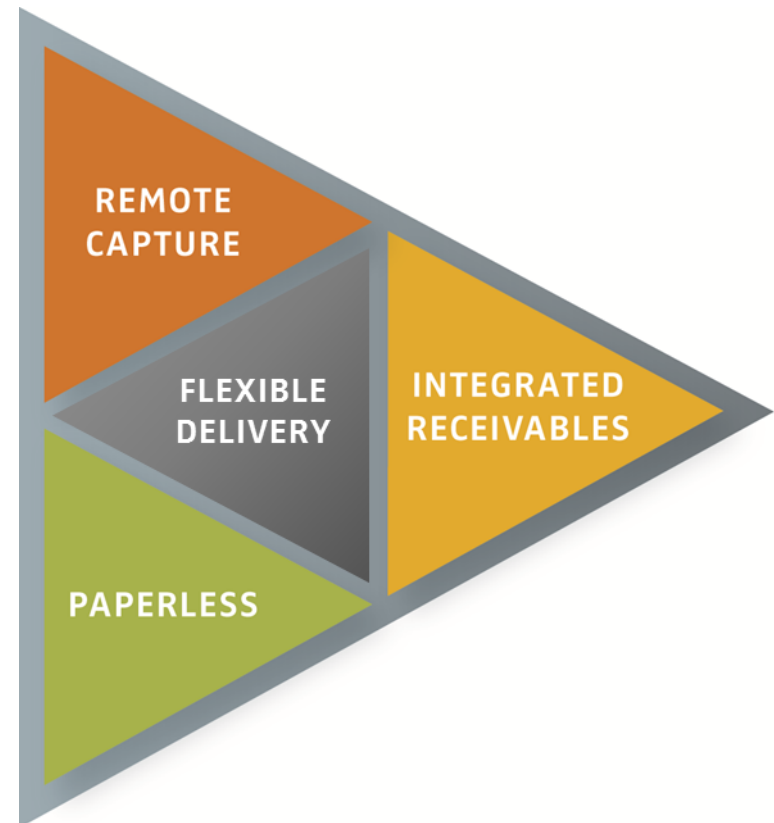 REMOTE
CAPTURE
FLEXIBLE
DELIVERY
INTEGRATED
RECEIVABLES
PAPERLESS